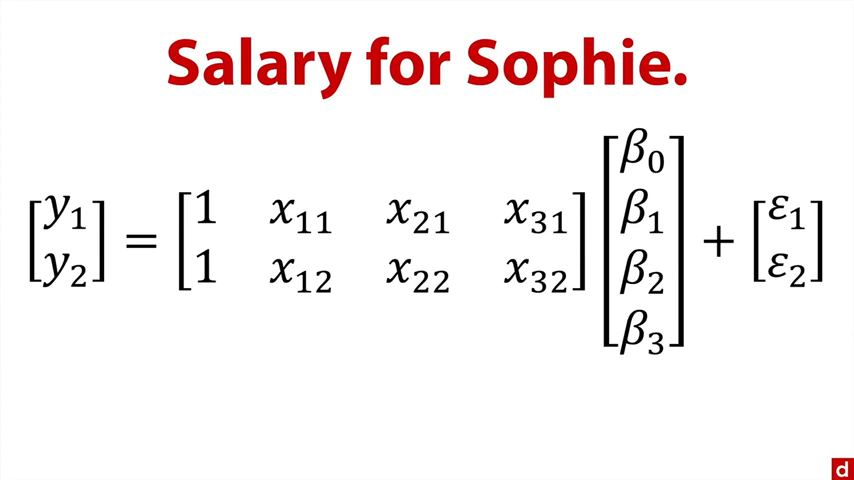 Salary for Sophie.
[y₁ y₂] = [1 x₁₁ x₂₁ x₃₁; 1 x₁₂ x₂₂ x₃₂] [β₀ β₁ β₂ β₃] + [ε₁ ε₂]
d